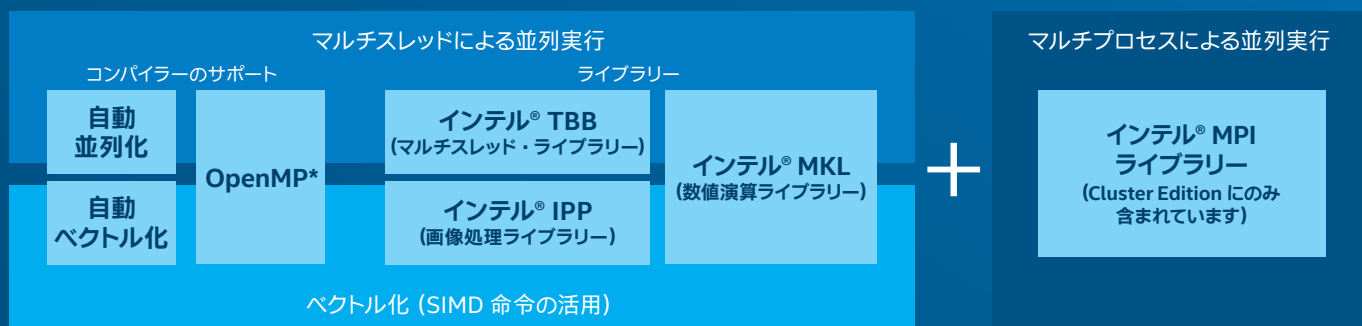 マルチスレッドによる並列実行
コンパイラーのサポート
ライブラリー
自動
並列化
自動
ベクトル化
OpenMP*
インテル® TBB
(マルチスレッド・ライブラリー)
インテル® IPP
(画像処理ライブラリー)
インテル® MKL
(数値演算ライブラリー)
ベクトル化 (SIMD 命令の活用)
+
マルチプロセスによる並列実行
インテル® MPI
ライブラリー
(Cluster Edition にのみ
含まれています)